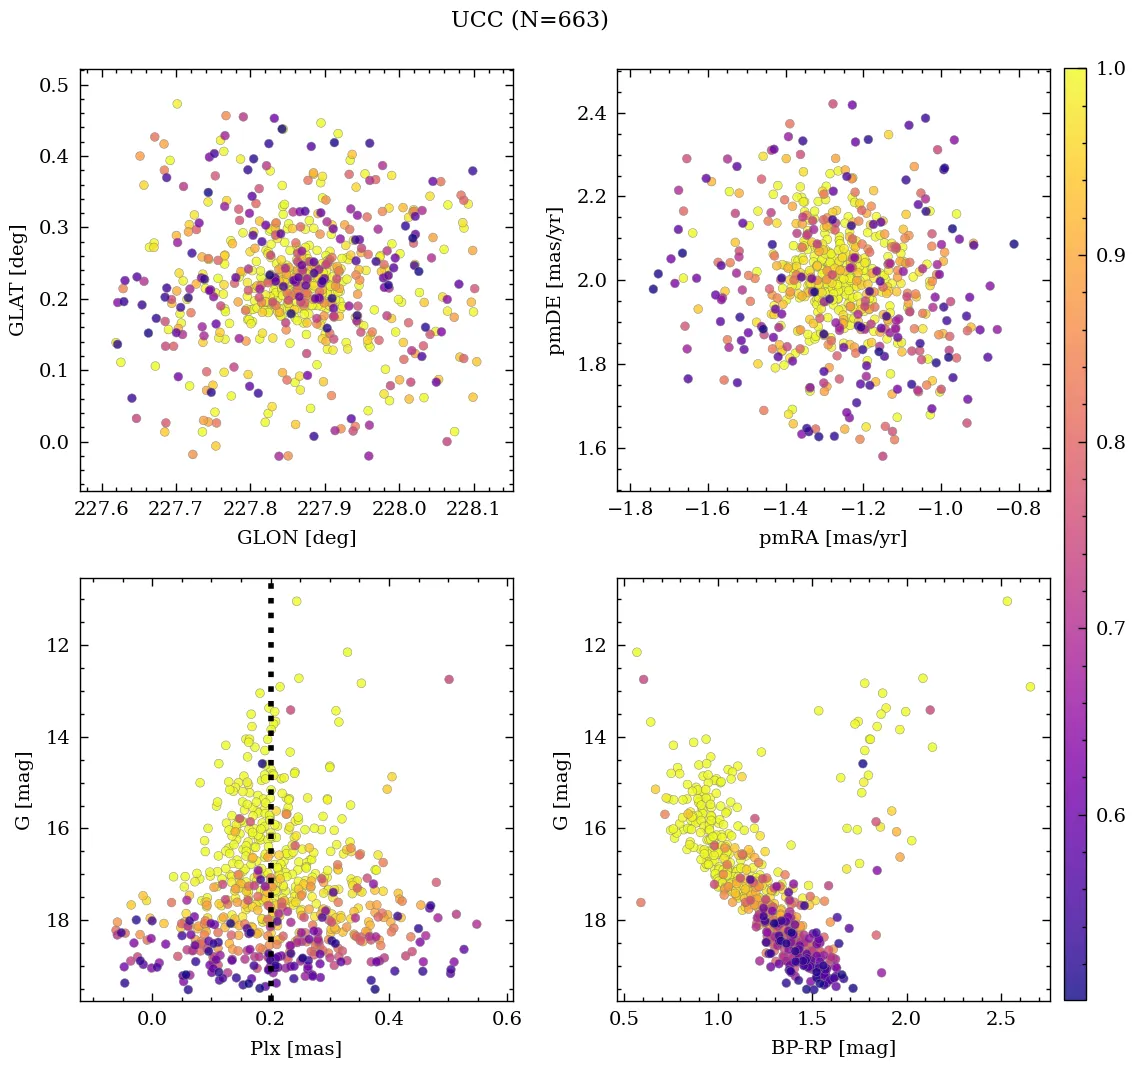 UCC (N=663)
0.5
0.4
0.3
0.2
0.1
0.0
GLAT [deg]
227.6 227.7 227.8 227.9 228.0 228.1
GLON [deg]
2.4
2.2
2.0
1.8
1.6
pmDE [mas/yr]
−1.8 −1.6 −1.4 −1.2 −1.0 −0.8
pmRA [mas/yr]
12
14
16
18
G [mag]
0.0 0.2 0.4 0.6
Plx [mas]
12
14
16
18
G [mag]
0.5 1.0 1.5 2.0 2.5
BP-RP [mag]
1.0
0.9
0.8
0.7
0.6